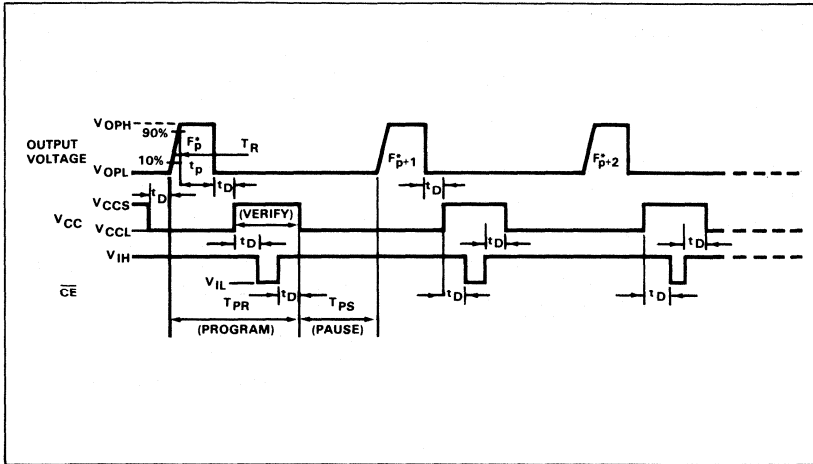 VOPH
90%
OUTPUT
VOLTAGE
10%
VOPL
F*p
TR
tp
tD
F*p+1
F*p+2
tD
tD
VCCS
VCC
VCCL
(VERIFY)
tD
tD
tD
VIH
VIL
CE
tD
tD
tD
TPR
TPS
(PROGRAM)
(PAUSE)